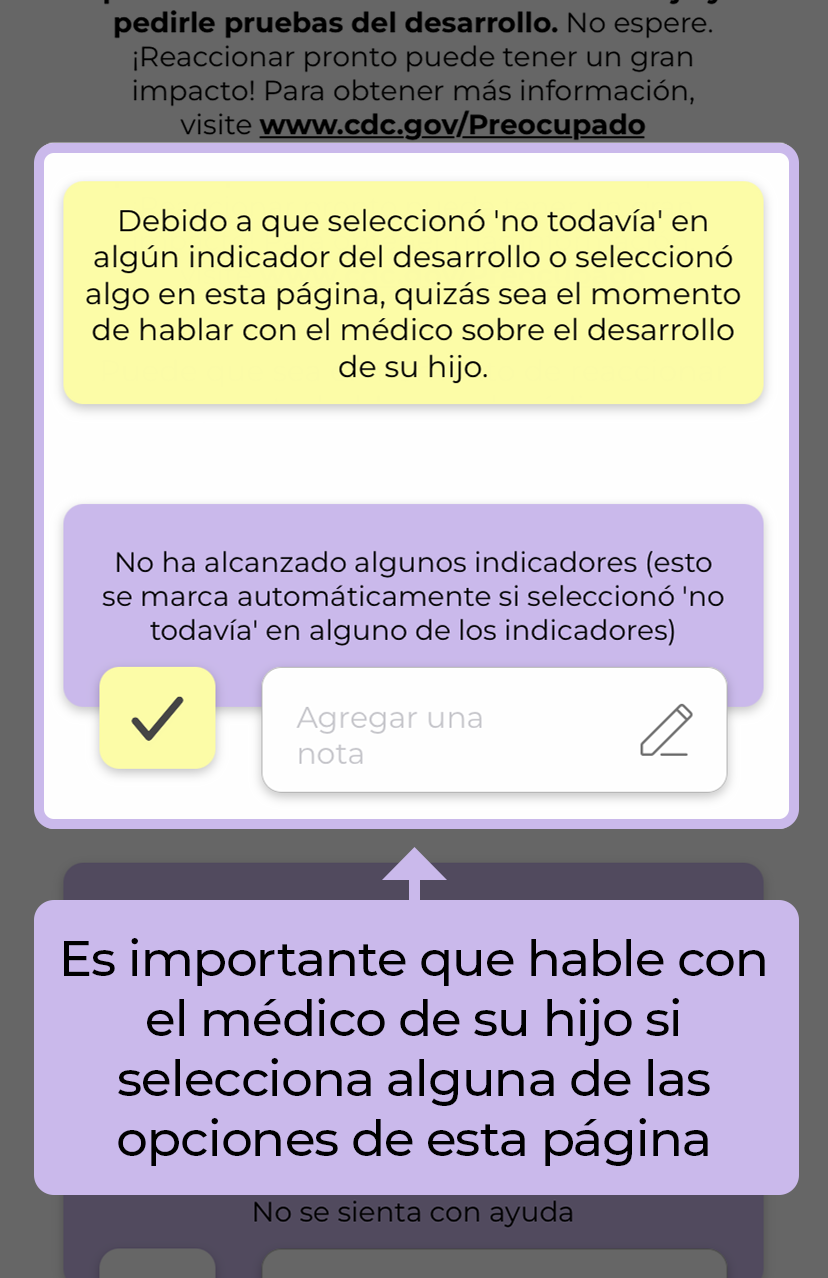 pedirle pruebas del desarrollo. No espere.
¡Reaccionar pronto puede tener un gran
impacto! Para obtener más información,
visite www.cdc.gov/Preocupado
Debido a que seleccionó 'no todavía' en
algún indicador del desarrollo o seleccionó
algo en esta página, quizás sea el momento
de hablar con el médico sobre el desarrollo
de su hijo.
No ha alcanzado algunos indicadores (esto
se marca automáticamente si seleccionó 'no
todavía' en alguno de los indicadores)
Agregar una
nota
Es importante que hable con
el médico de su hijo si
selecciona alguna de las
opciones de esta página
No se sienta con ayuda